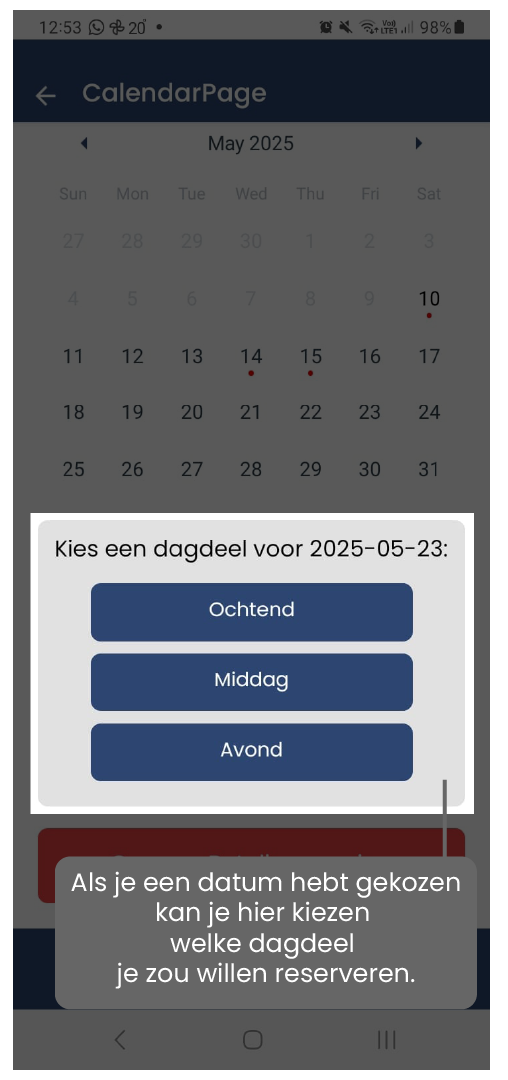 12:53 20° 98%
CalendarPage
May 2025
Sun Mon Tue Wed Thu Fri Sat
27 28 29 30 1 2 3
4 5 6 7 8 9 10
11 12 13 14 15 16 17
18 19 20 21 22 23 24
25 26 27 28 29 30 31
Kies een dagdeel voor 2025-05-23:
Ochtend
Middag
Avond
Als je een datum hebt gekozen
kan je hier kiezen
welke dagdeel
je zou willen reserveren.